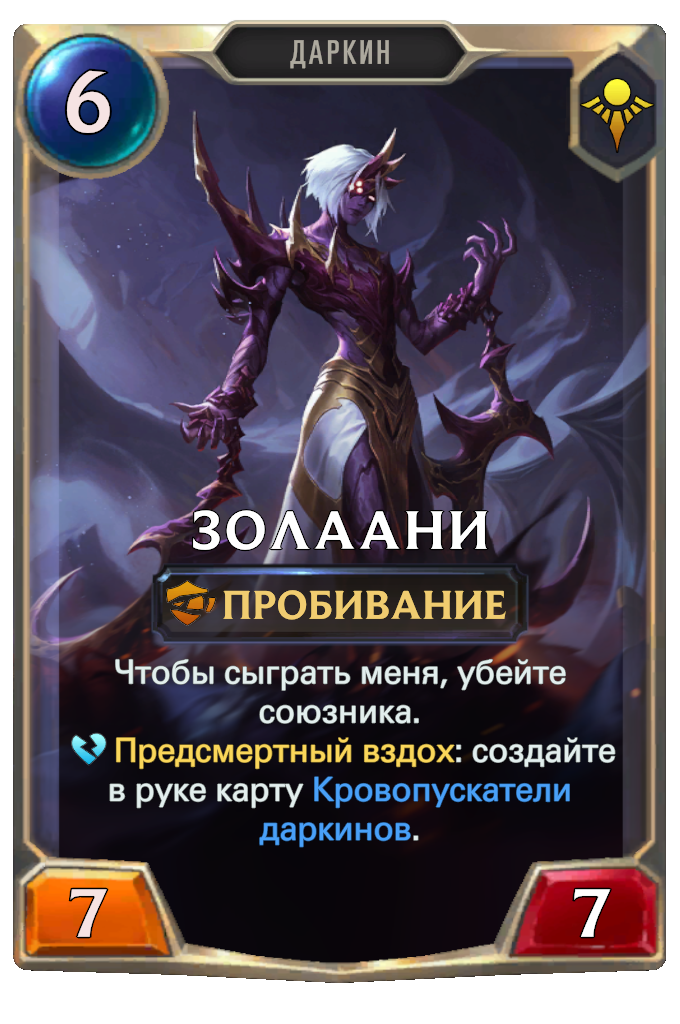 ДАРКИН
6
ЗОЛААНИ
ПРОБИВАНИЕ
Чтобы сыграть меня, убейте
союзника.
Предсмертный вздох: создайте
в руке карту Кровопускатели
даркинов.
7
7